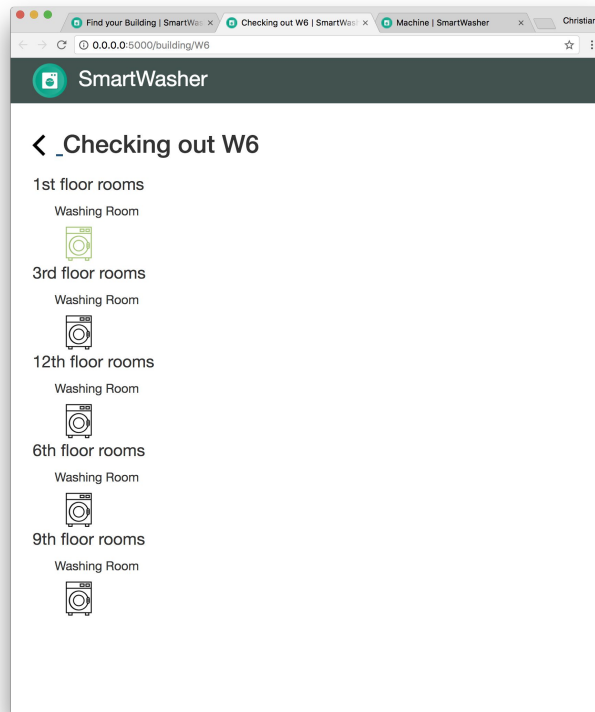 Find your Building | SmartWas
Checking out W6 | SmartWas
Machine | SmartWasher
Christian
0.0.0.0:5000/building/W6
SmartWasher
Checking out W6
1st floor rooms
Washing Room
3rd floor rooms
Washing Room
12th floor rooms
Washing Room
6th floor rooms
Washing Room
9th floor rooms
Washing Room